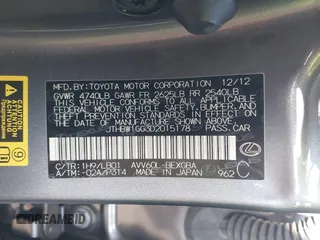 MFD.BY:TOYOTA MOTOR CORPORATION 12/12
GVWR 4740LB GAWR FR 2625LB RR 2540LB
THIS VEHICLE CONFORMS TO ALL APPLICABLE
FEDERAL MOTOR VEHICLE SAFETY, BUMPER, AND
THEFT PREVENTION STANDARDS IN EFFECT ON
THE DATE OF MANUFACTURE SHOWN ABOVE.
JTHBW1GG3D2015178 PASS.CAR
C/TR:1H9/LB01 AVV60L-BEXGBA
A/TM:-02A/P314 MADE IN JAPAN 962 C
9
DREAMBID